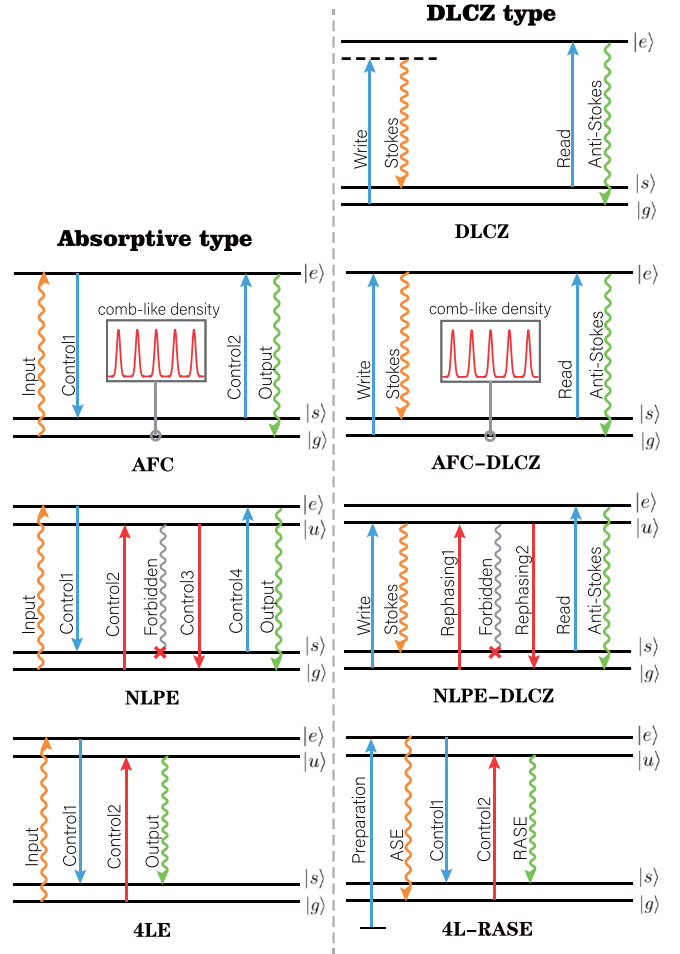 DLCZ type
|e⟩
Write
Stokes
Read
Anti-Stokes
|s⟩
|g⟩
DLCZ
Absorptive type
|e⟩
Input
Control1
comb-like density
Control2
Output
|s⟩
|g⟩
AFC
|e⟩
Write
Stokes
comb-like density
Read
Anti-Stokes
|s⟩
|g⟩
AFC-DLCZ
|e⟩
|u⟩
Input
Control1
Control2
Forbidden
Control3
Control4
Output
|s⟩
|g⟩
NLPE
|e⟩
|u⟩
Write
Stokes
Rephasing1
Forbidden
Rephasing2
Read
Anti-Stokes
|s⟩
|g⟩
NLPE-DLCZ
|e⟩
|u⟩
Input
Control1
Control2
Output
|s⟩
|g⟩
4LE
|e⟩
|u⟩
Preparation
ASE
Control1
Control2
RASE
|s⟩
|g⟩
4L-RASE